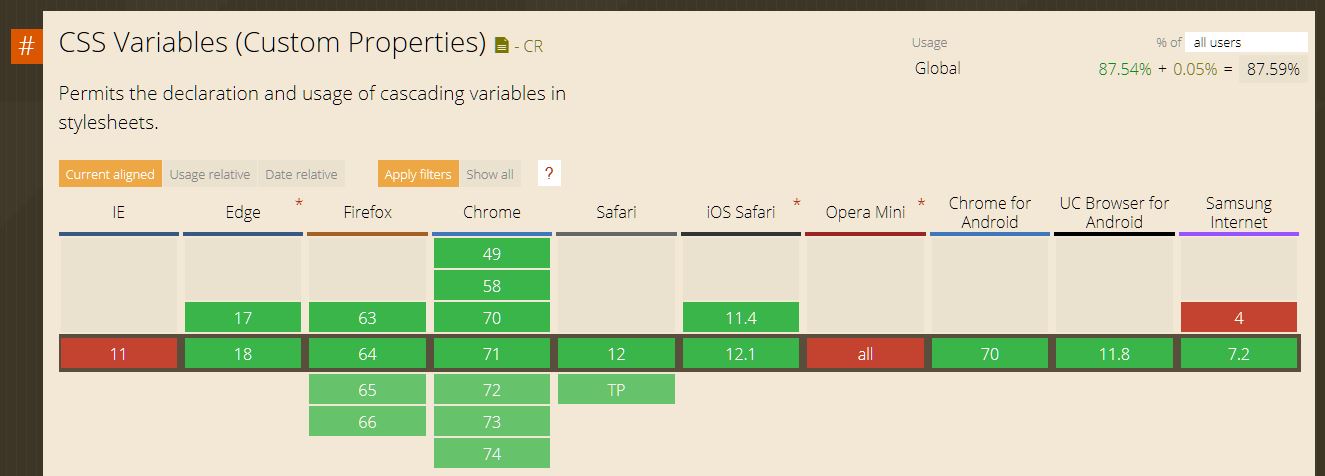 # CSS Variables (Custom Properties) - CR
Usage % of all users
Global 87.54% + 0.05% = 87.59%
Permits the declaration and usage of cascading variables in
stylesheets.
Current aligned Usage relative Date relative Apply filters Show all ?
IE Edge * Firefox Chrome Safari iOS Safari * Opera Mini * Chrome for Android UC Browser for Android Samsung Internet
49
58
17 63 70 11.4 4
11 18 64 71 12 12.1 all 70 11.8 7.2
65 72 TP
66 73
74